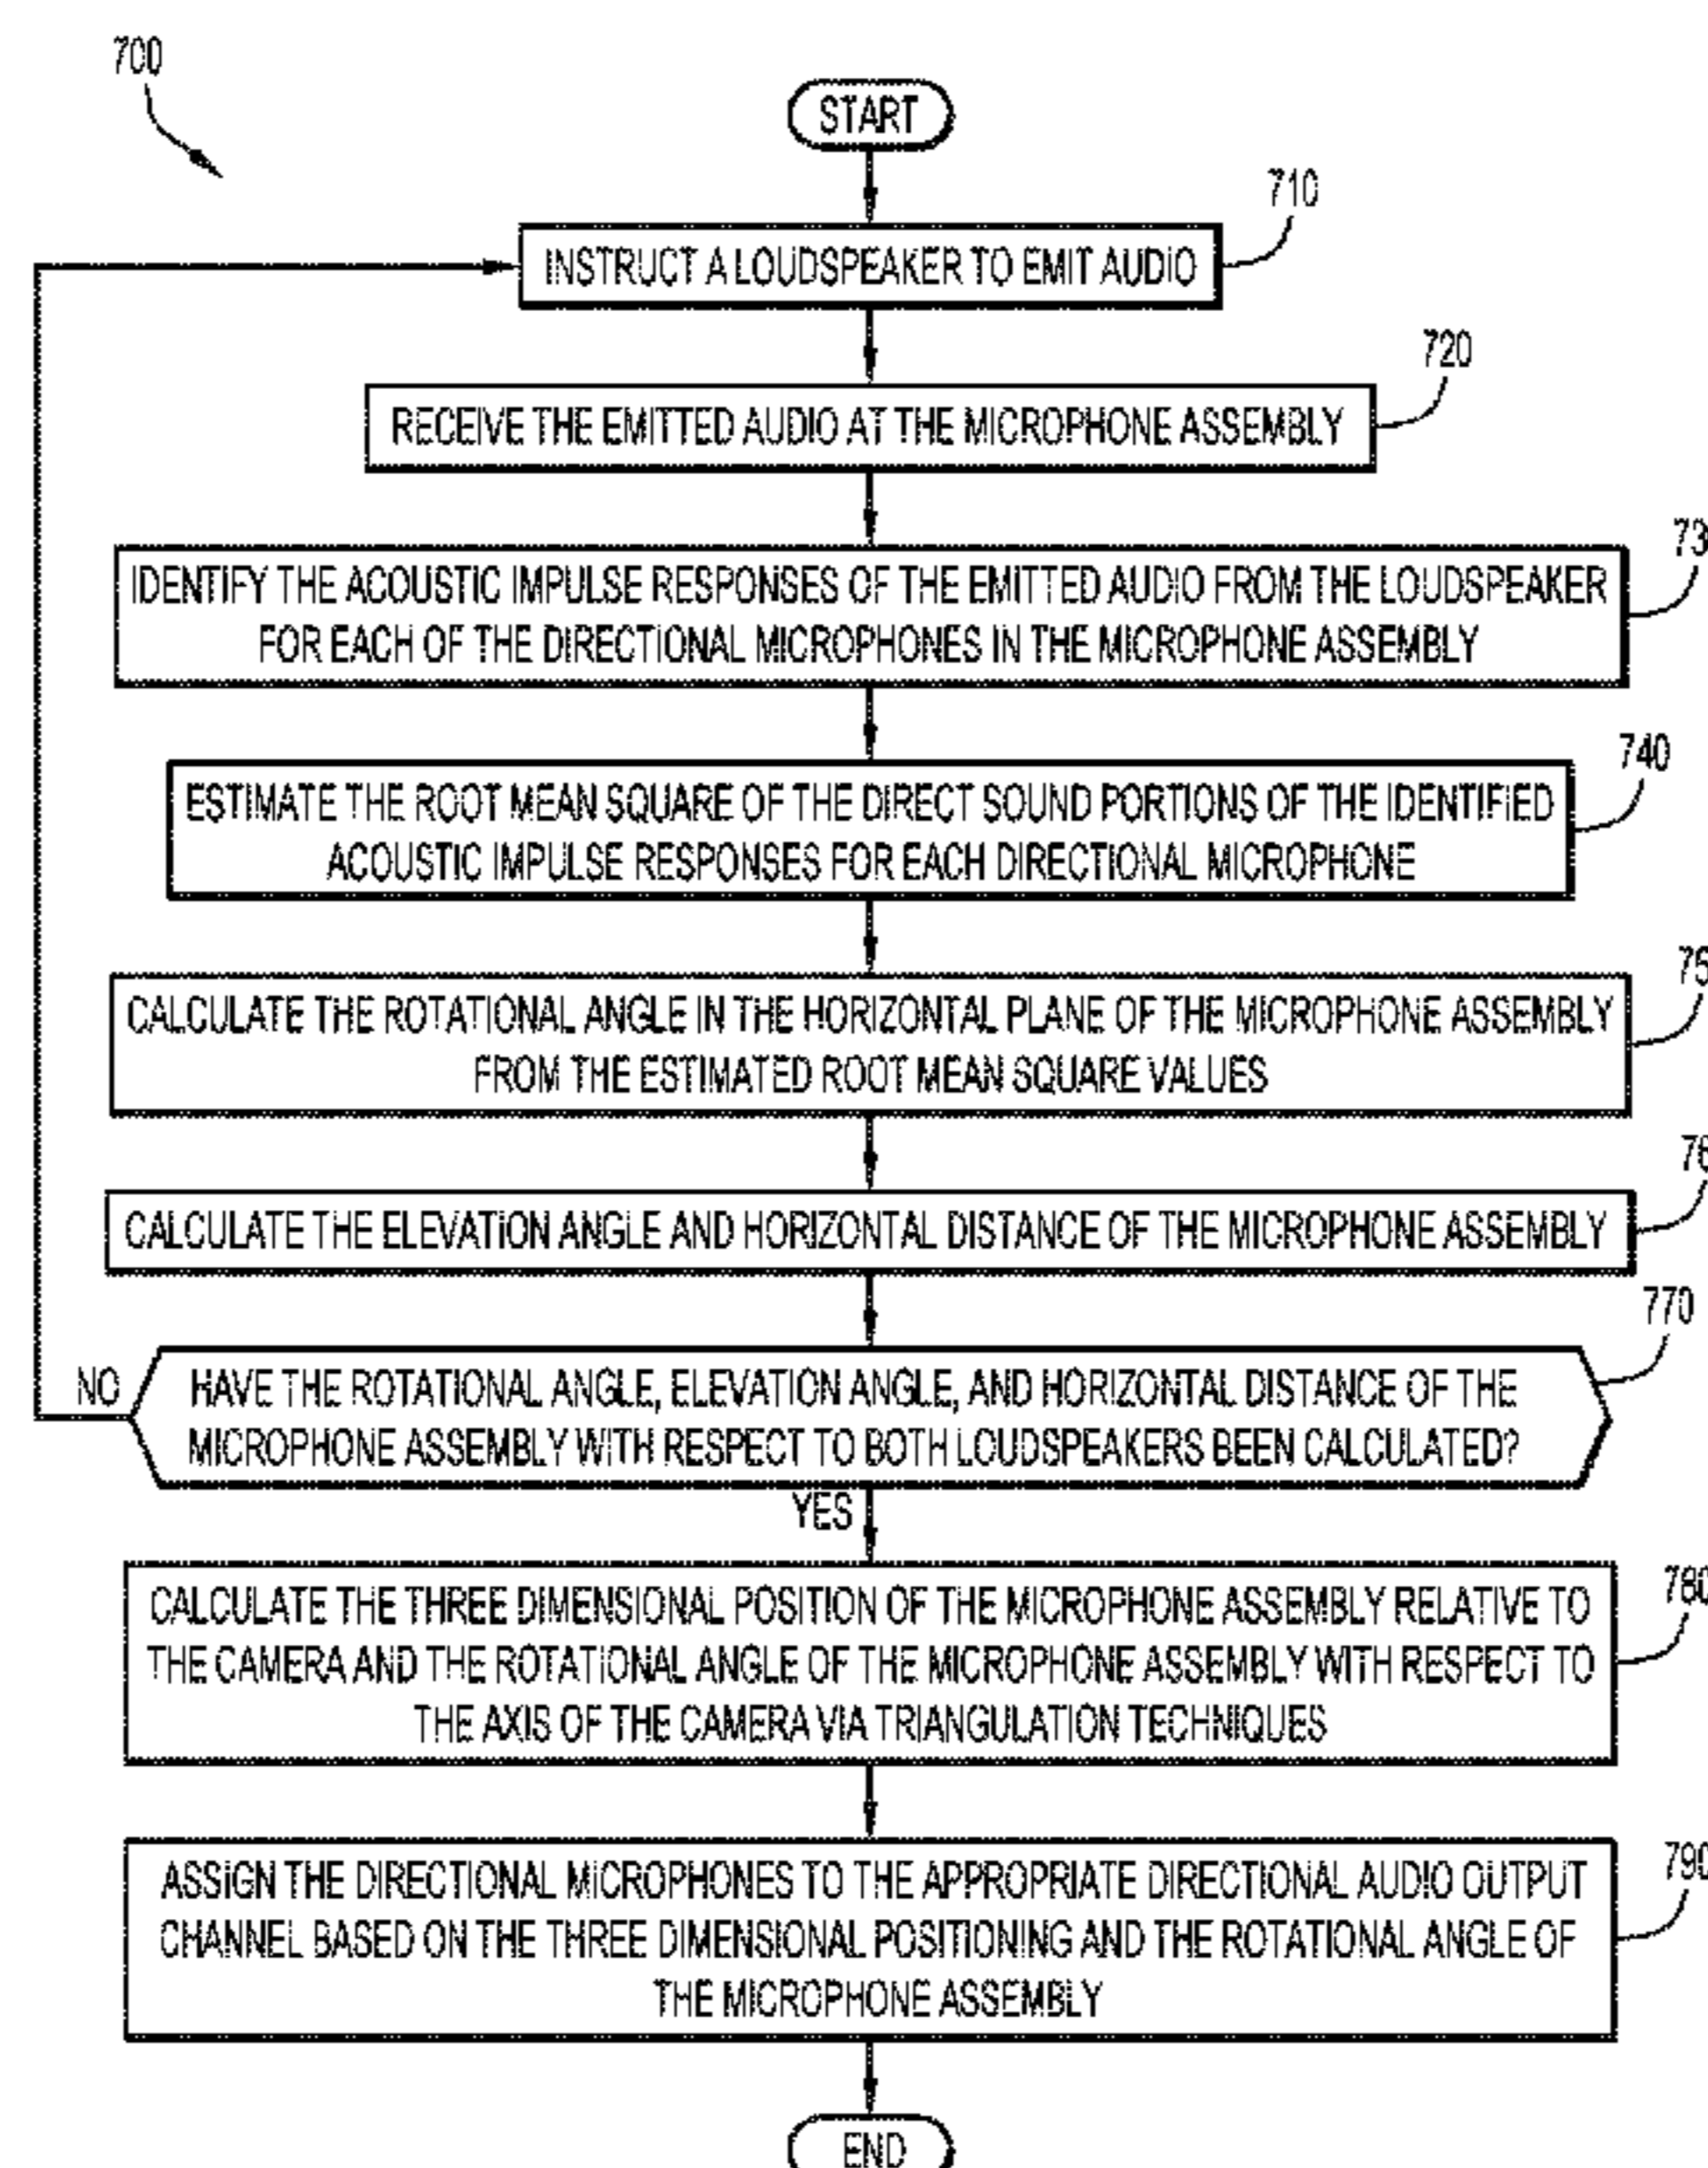 700
START
710
INSTRUCT A LOUDSPEAKER TO EMIT AUDIO
720
RECEIVE THE EMITTED AUDIO AT THE MICROPHONE ASSEMBLY
73
IDENTIFY THE ACOUSTIC IMPULSE RESPONSES OF THE EMITTED AUDIO FROM THE LOUDSPEAKER
FOR EACH OF THE DIRECTIONAL MICROPHONES IN THE MICROPHONE ASSEMBLY
740
ESTIMATE THE ROOT MEAN SQUARE OF THE DIRECT SOUND PORTIONS OF THE IDENTIFIED
ACOUSTIC IMPULSE RESPONSES FOR EACH DIRECTIONAL MICROPHONE
75
CALCULATE THE ROTATIONAL ANGLE IN THE HORIZONTAL PLANE OF THE MICROPHONE ASSEMBLY
FROM THE ESTIMATED ROOT MEAN SQUARE VALUES
76
CALCULATE THE ELEVATION ANGLE AND HORIZONTAL DISTANCE OF THE MICROPHONE ASSEMBLY
770
NO
HAVE THE ROTATIONAL ANGLE, ELEVATION ANGLE, AND HORIZONTAL DISTANCE OF THE
MICROPHONE ASSEMBLY WITH RESPECT TO BOTH LOUDSPEAKERS BEEN CALCULATED?
YES
780
CALCULATE THE THREE DIMENSIONAL POSITION OF THE MICROPHONE ASSEMBLY RELATIVE TO
THE CAMERA AND THE ROTATIONAL ANGLE OF THE MICROPHONE ASSEMBLY WITH RESPECT TO
THE AXIS OF THE CAMERA VIA TRIANGULATION TECHNIQUES
790
ASSIGN THE DIRECTIONAL MICROPHONES TO THE APPROPRIATE DIRECTIONAL AUDIO OUTPUT
CHANNEL BASED ON THE THREE DIMENSIONAL POSITIONING AND THE ROTATIONAL ANGLE OF
THE MICROPHONE ASSEMBLY
END